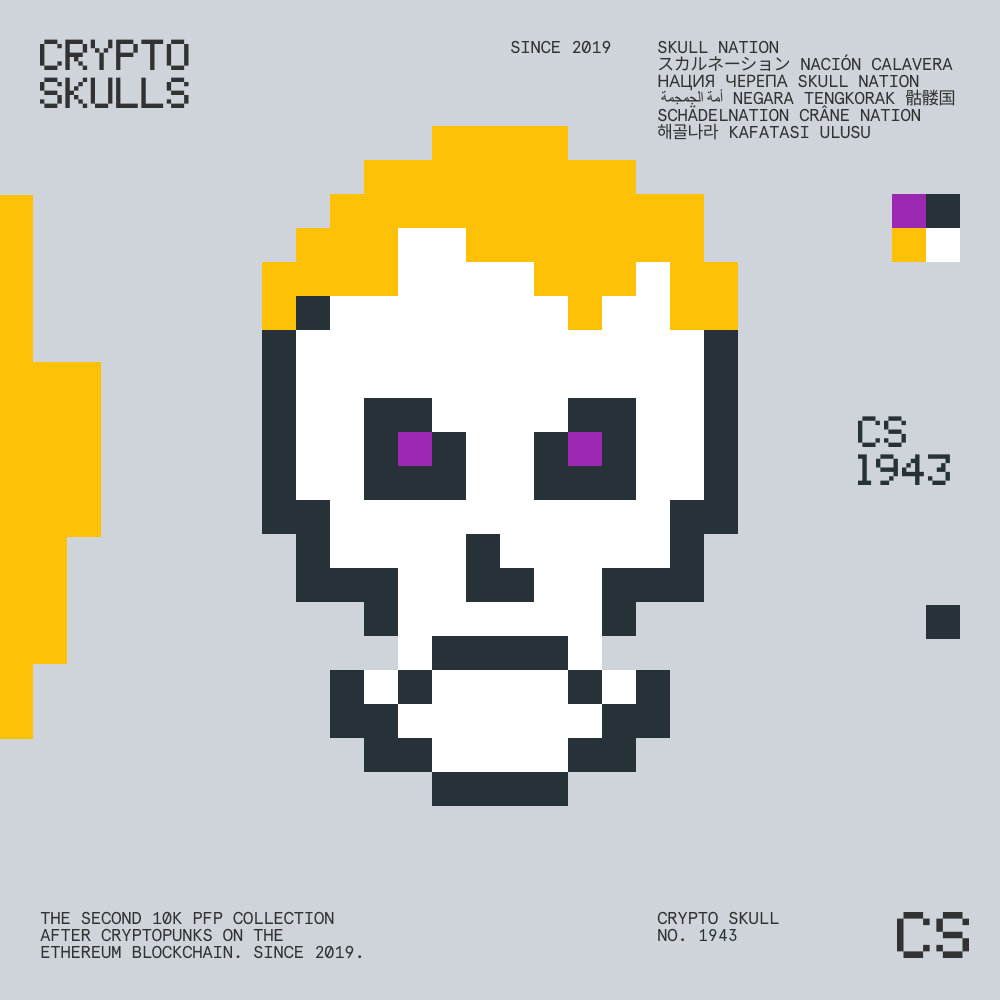 CRYPTO
SKULLS
SINCE 2019
SKULL NATION
スカルネーション NACIÓN CALAVERA
НАЦИЯ ЧЕРЕПА SKULL NATION
أمة الجمجمة NEGARA TENGKORAK 骷髅国
SCHÄDELNATION CRÂNE NATION
해골나라 KAFATASI ULUSU
CS
1943
THE SECOND 10K PFP COLLECTION
AFTER CRYPTOPUNKS ON THE
ETHEREUM BLOCKCHAIN. SINCE 2019.
CRYPTO SKULL
NO. 1943
CS